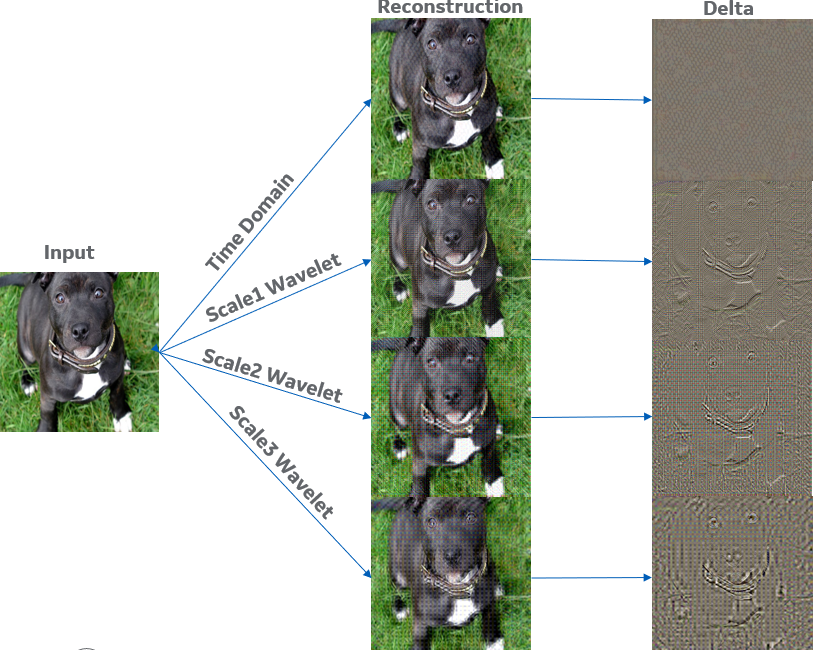 Reconstruction
Delta
Time Domain
Input
Scale1 Wavelet
Scale2 Wavelet
Scale3 Wavelet